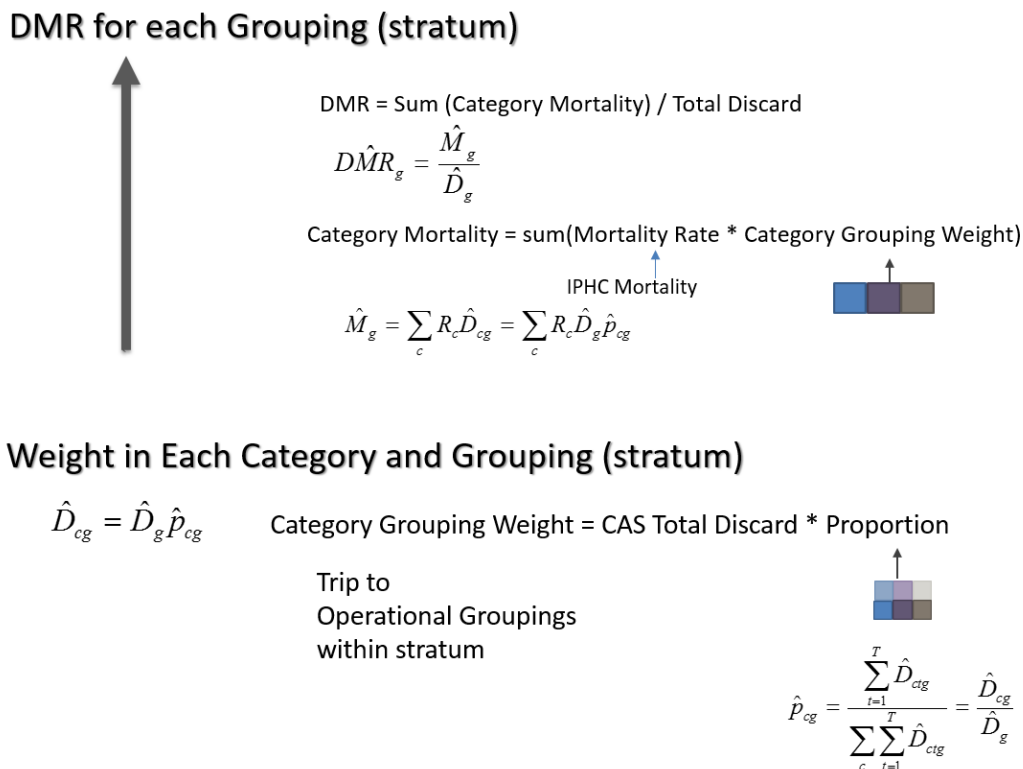 DMR for each Grouping (stratum)
DMR = Sum (Category Mortality) / Total Discard
DM̂R_g = M̂_g / D̂_g
Category Mortality = sum(Mortality Rate * Category Grouping Weight)
IPHC Mortality
M̂_g = ∑_c R_c D̂_cg = ∑_c R_c D̂_g p̂_cg
Weight in Each Category and Grouping (stratum)
D̂_cg = D̂_g p̂_cg
Category Grouping Weight = CAS Total Discard * Proportion
Trip to
Operational Groupings
within stratum
p̂_cg = ∑_{t=1}^{T} D̂_ctg / ∑_c ∑_{t=1}^{T} D̂_ctg = D̂_cg / D̂_g